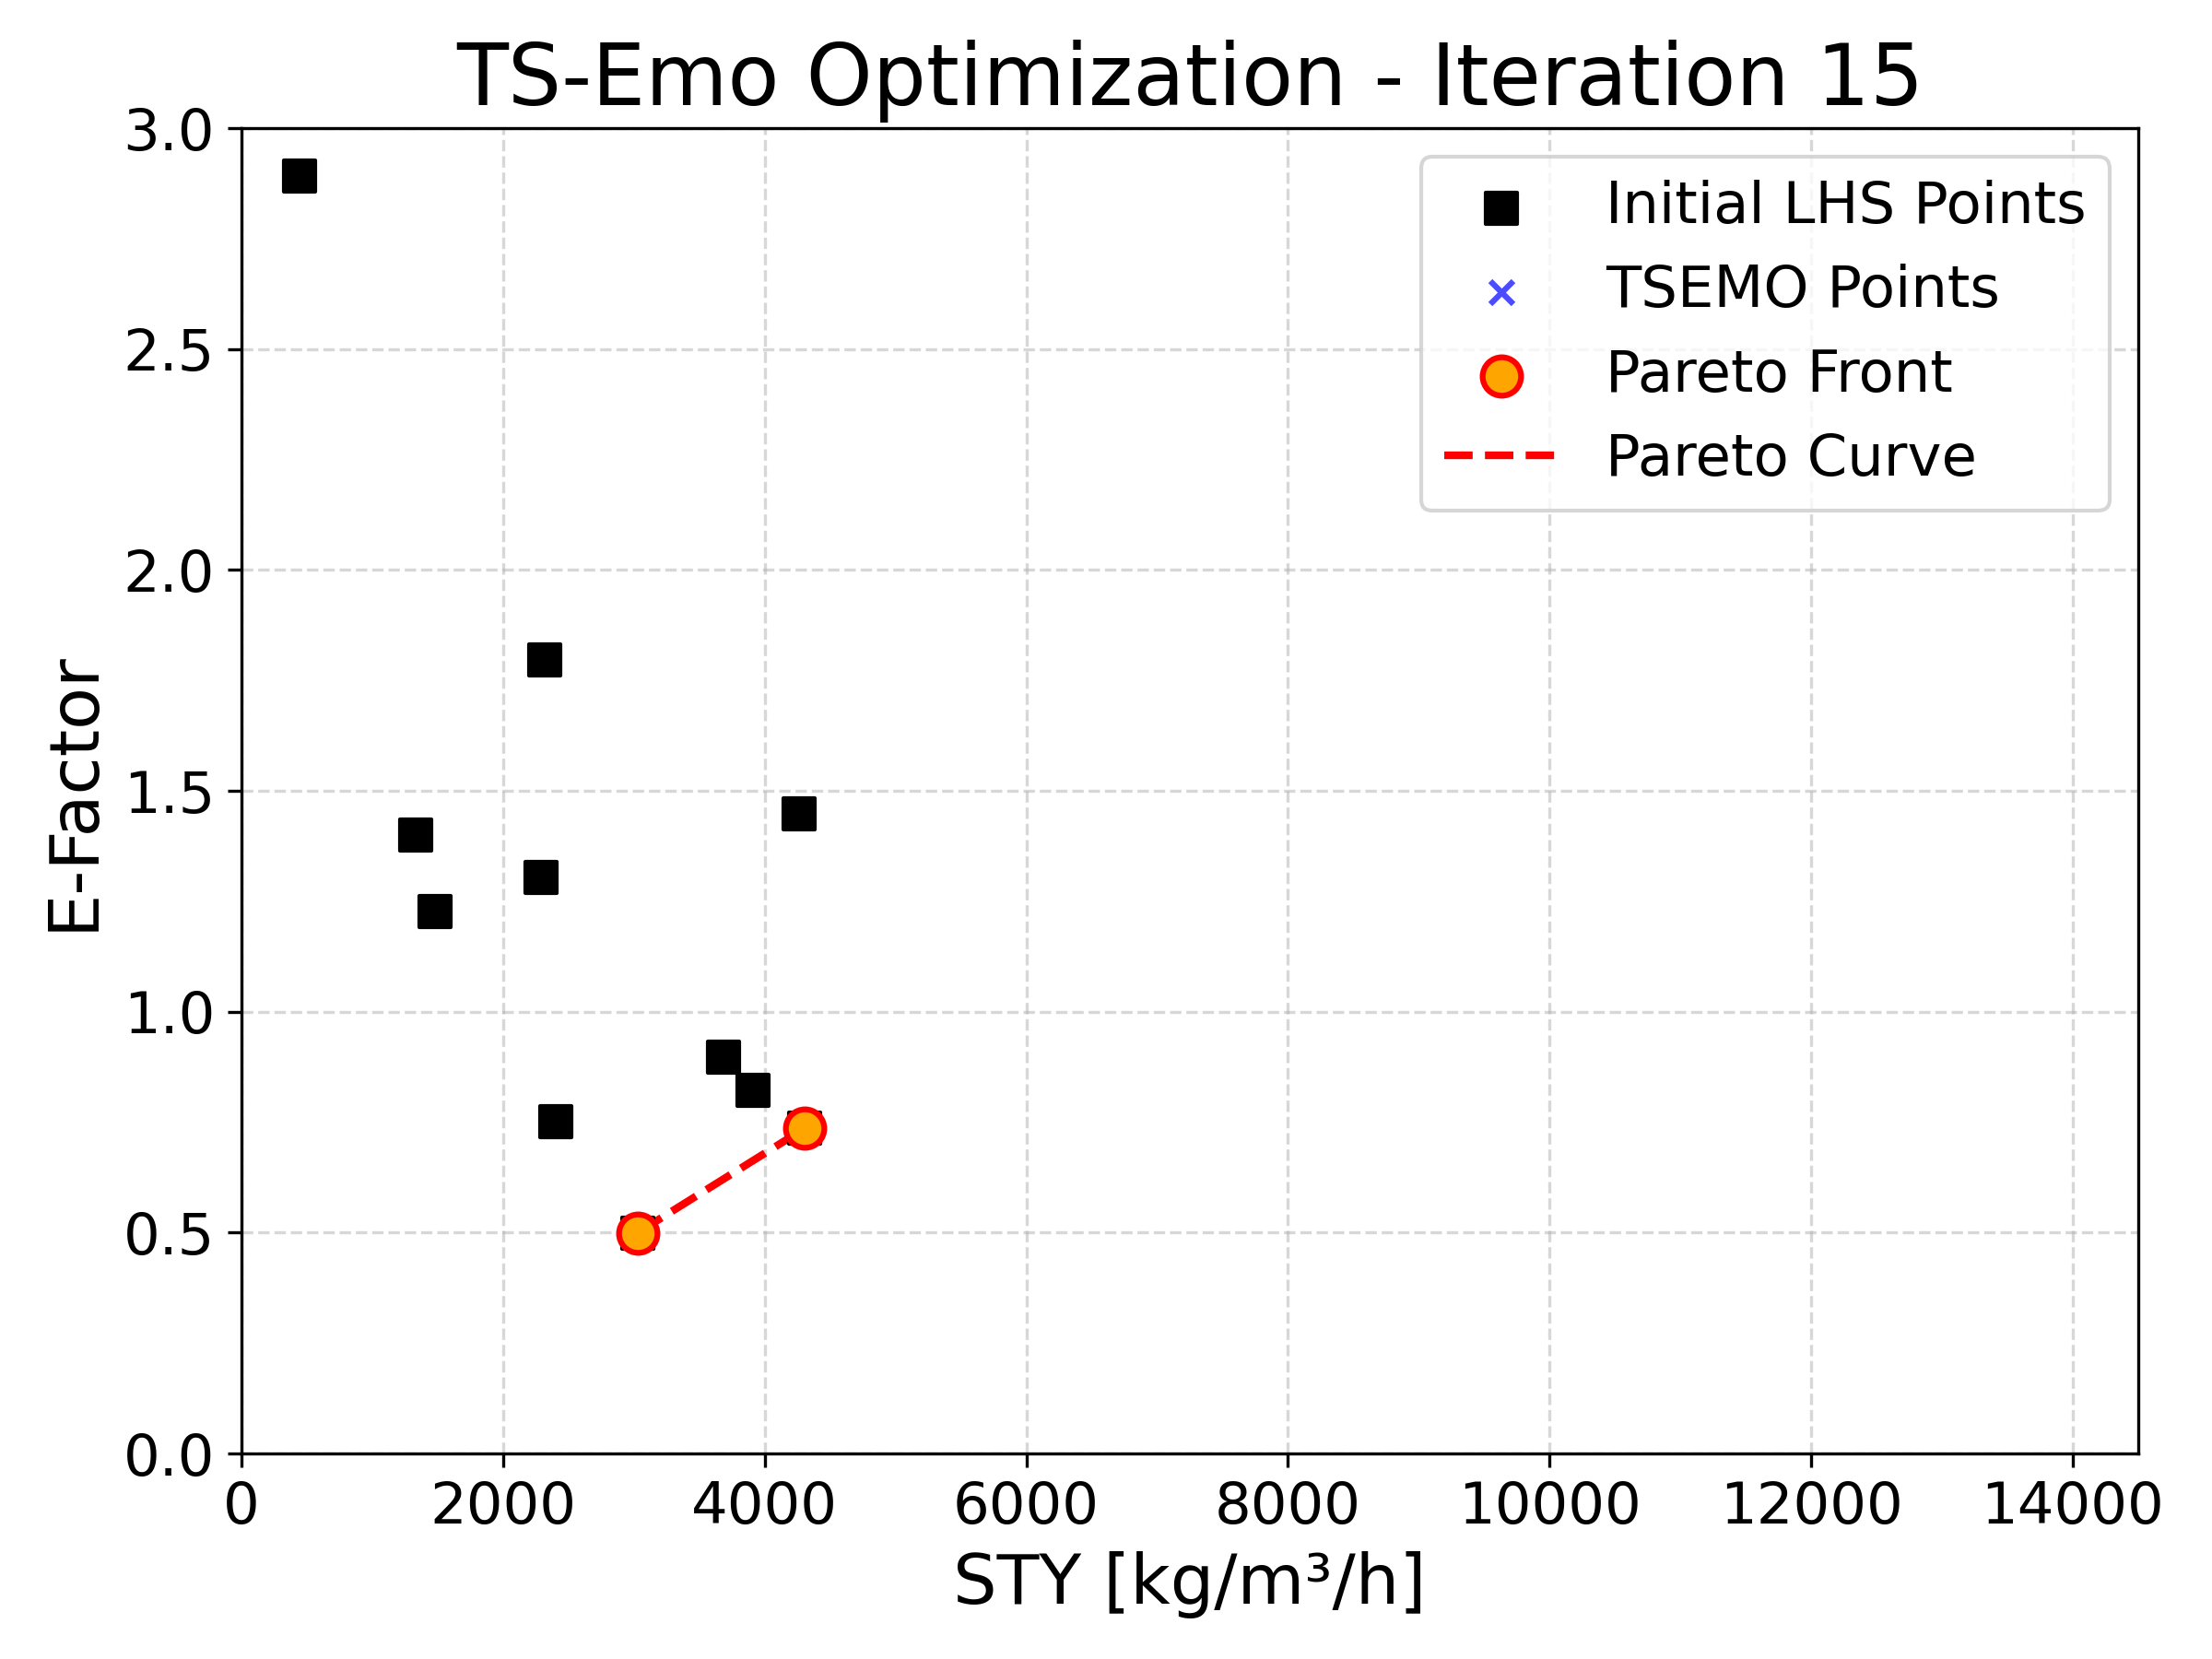 TS-Emo Optimization - Iteration 15
3.0
2.5
2.0
1.5
1.0
0.5
0.0
E-Factor
Initial LHS Points
TSEMO Points
Pareto Front
Pareto Curve
0 2000 4000 6000 8000 10000 12000 14000
STY [kg/m³/h]